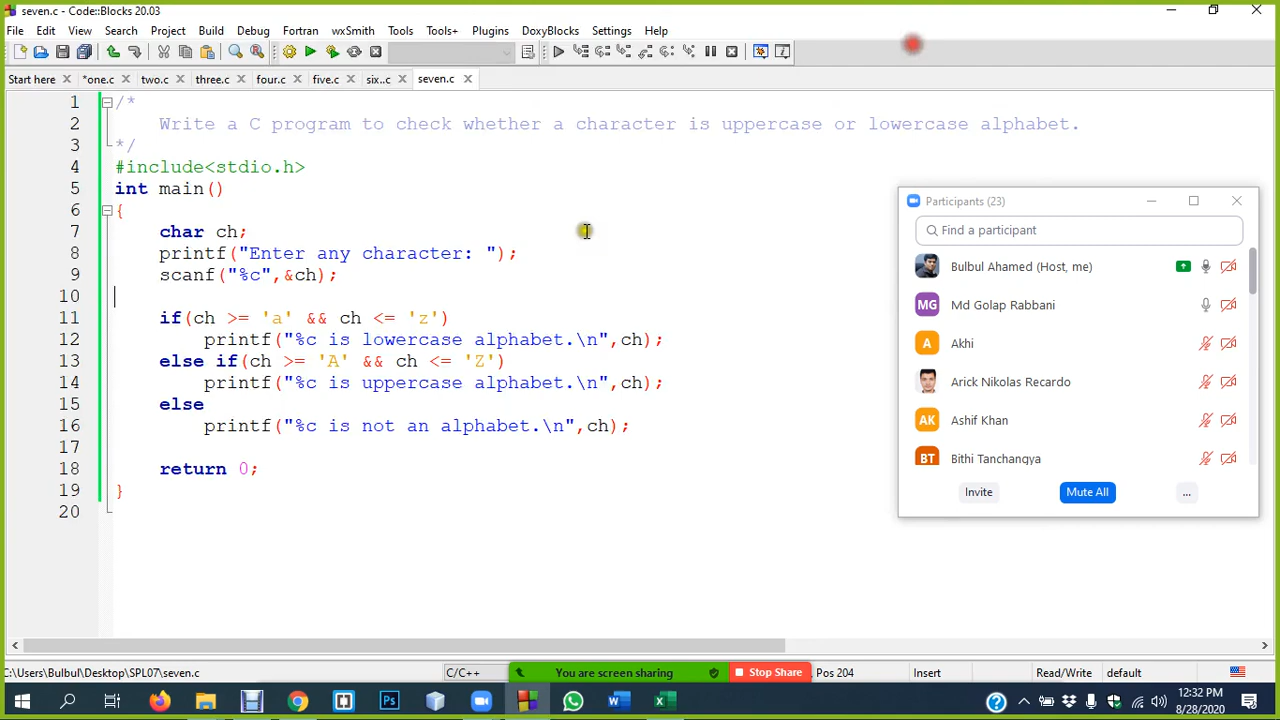 seven.c - Code::Blocks 20.03
File Edit View Search Project Build Debug Fortran wxSmith Tools Tools+ Plugins DoxyBlocks Settings Help
Start here *one.c two.c three.c four.c five.c six..c seven.c
1 /*
2 Write a C program to check whether a character is uppercase or lowercase alphabet.
3 */
4 #include<stdio.h>
5 int main()
6 {
7 char ch;
8 printf("Enter any character: ");
9 scanf("%c",&ch);
10
11 if(ch >= 'a' && ch <= 'z')
12 printf("%c is lowercase alphabet.\n",ch);
13 else if(ch >= 'A' && ch <= 'Z')
14 printf("%c is uppercase alphabet.\n",ch);
15 else
16 printf("%c is not an alphabet.\n",ch);
17
18 return 0;
19 }
20
Participants (23)
Find a participant
Bulbul Ahamed (Host, me)
MG Md Golap Rabbani
A Akhi
Arick Nikolas Recardo
AK Ashif Khan
BT Bithi Tanchangya
Invite Mute All ...
C:\Users\Bulbul\Desktop\SPL07\seven.c C/C++ You are screen sharing Stop Share Pos 204 Insert Read/Write default
Ps
12:32 PM
8/28/2020